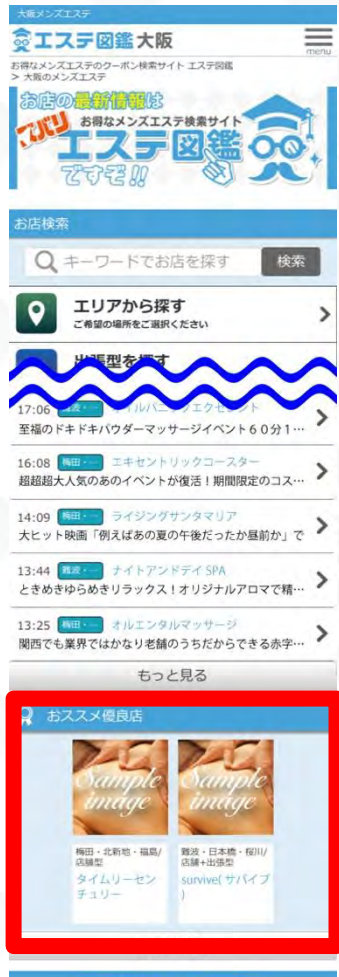 大阪メンズエステ
エステ図鑑大阪
menu
お得なメンズエステのクーポン検索サイト エステ図鑑
> 大阪のメンズエステ
お店の最新情報は
ズバリ
お得なメンズエステ検索サイト
エステ図鑑
ですぞ!!
お店検索
キーワードでお店を探す
検索
エリアから探す
ご希望の場所をご選択ください
出張型を探す
17:06
至福のドキドキパウダーマッサージイベント６０分１…
16:08 梅田・… エキセントリックコースター
超超超大人気のあのイベントが復活！期間限定のコス…
14:09 梅田・… ライジングサンタマリア
大ヒット映画「例えばあの夏の午後だったか昼前か」で
13:44 難波・… ナイトアンドデイ SPA
ときめきゆらめきリラックス！オリジナルアロマで精…
13:25 梅田・… オルエンタルマッサージ
関西でも業界ではかなり老舗のうちだからできる赤字…
もっと見る
おススメ優良店
Sample
image
梅田・北新地・福島/
店舗型
タイムリーセン
チュリー
Sample
image
難波・日本橋・桜川/
店舗+出張型
survive( サバイブ
)